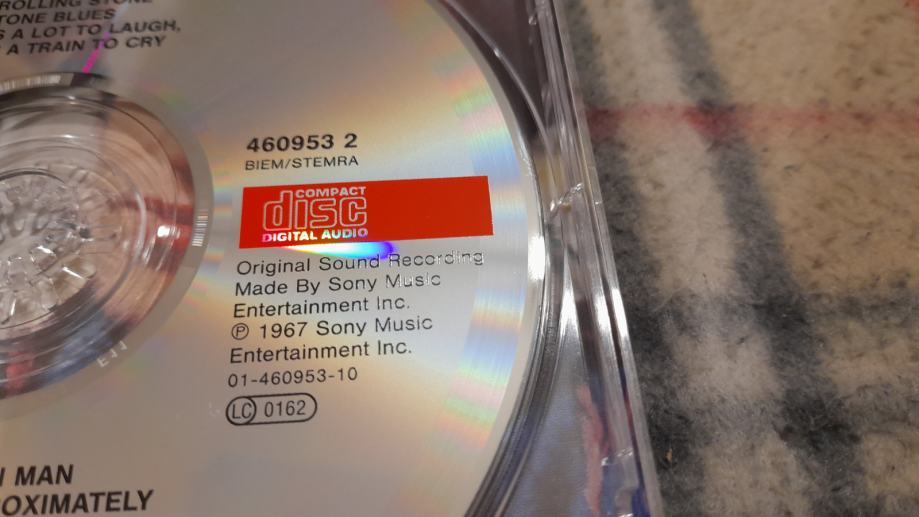 ROLLING STONE
TONE BLUES
S A LOT TO LAUGH,
A TRAIN TO CRY
460953 2
BIEM/STEMRA
COMPACT
disc
DIGITAL AUDIO
Original Sound Recording
Made By Sony Music
Entertainment Inc.
℗ 1967 Sony Music
Entertainment Inc.
01-460953-10
LC 0162
MAN
OXIMATELY